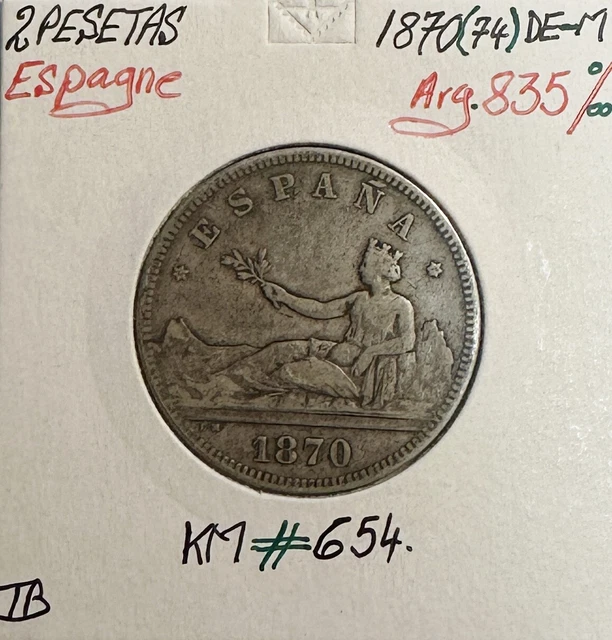 2 PESETAS 1870(74) DE-M
Espagne Arg. 835 ‰
ESPAÑA
1870
KM#654.
TB